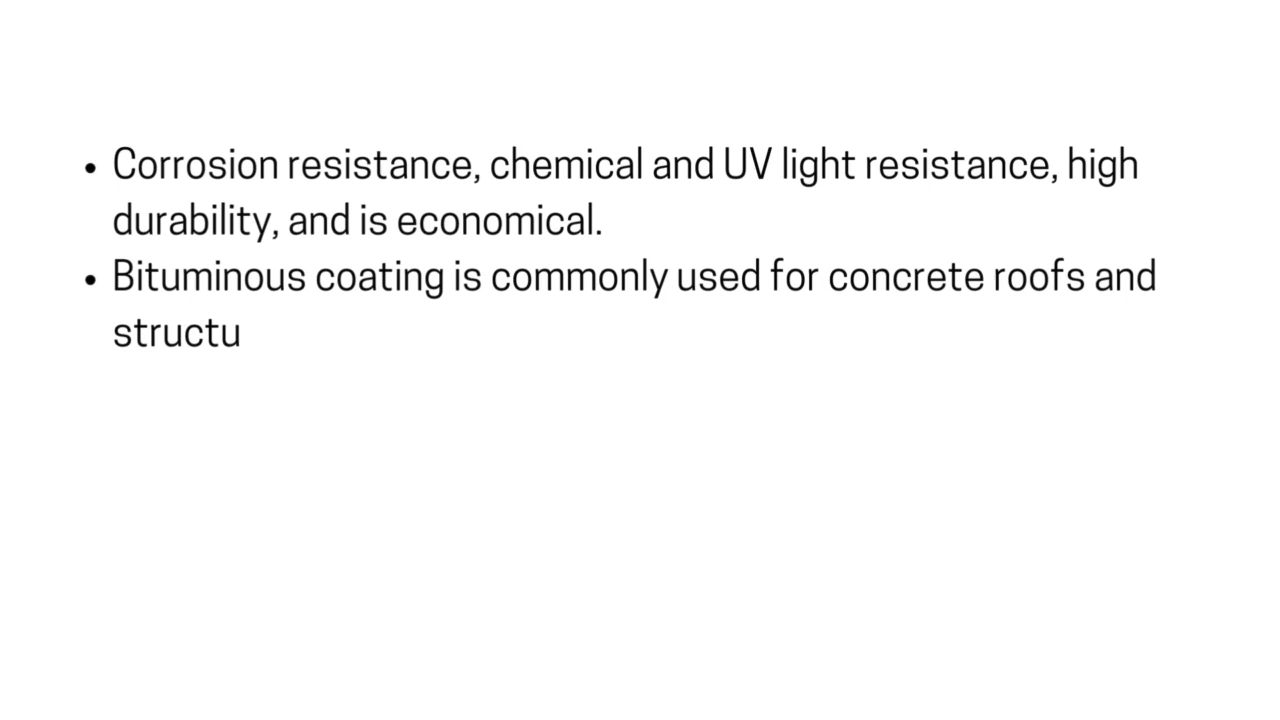 • Corrosion resistance, chemical and UV light resistance, high
durability, and is economical.
• Bituminous coating is commonly used for concrete roofs and
structu